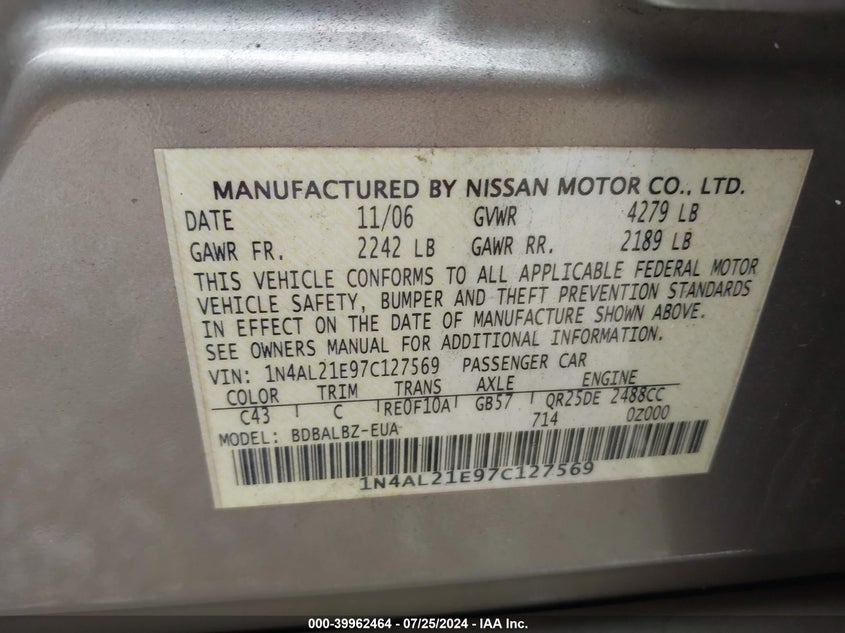 MANUFACTURED BY NISSAN MOTOR CO., LTD.
DATE 11/06 GVWR 4279 LB
GAWR FR. 2242 LB GAWR RR. 2189 LB
THIS VEHICLE CONFORMS TO ALL APPLICABLE FEDERAL MOTOR
VEHICLE SAFETY, BUMPER AND THEFT PREVENTION STANDARDS
IN EFFECT ON THE DATE OF MANUFACTURE SHOWN ABOVE.
SEE OWNERS MANUAL FOR ADDITIONAL INFORMATION.
VIN: 1N4AL21E97C127569 PASSENGER CAR
COLOR TRIM TRANS AXLE ENGINE
C43 C RE0F10A GB57 QR25DE 2488CC
714 0Z000
MODEL: BDBALBZ-EUA
1N4AL21E97C127569
000-39962464 - 07/25/2024 - IAA Inc.